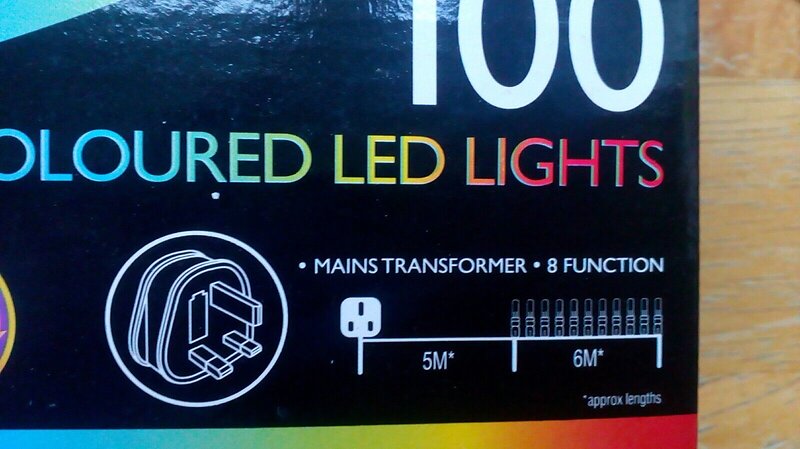 100
OLOURED LED LIGHTS
• MAINS TRANSFORMER • 8 FUNCTION
5M* 6M*
*approx lengths